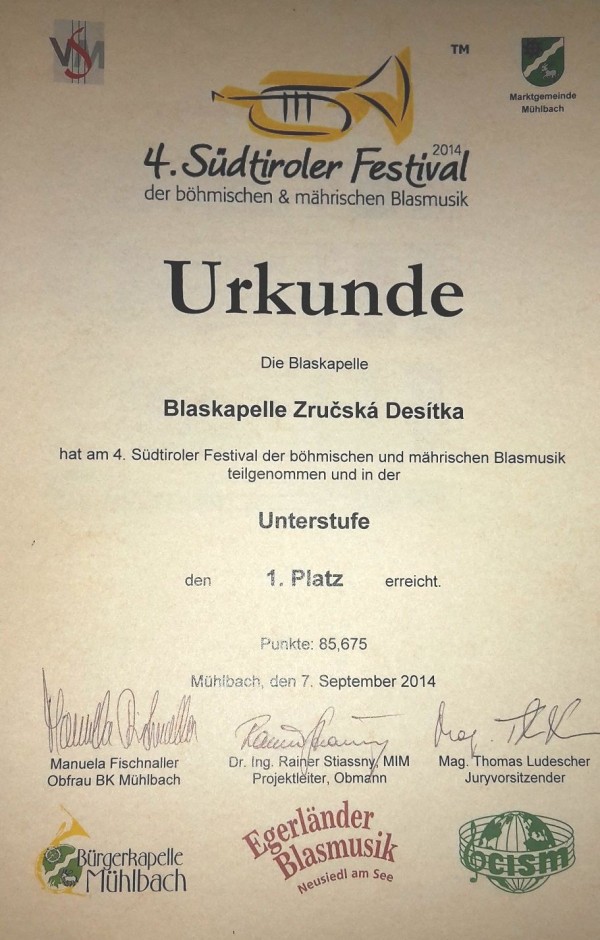 VSM
TM
Marktgemeinde
Mühlbach
2014
4. Südtiroler Festival
der böhmischen & mährischen Blasmusik
Urkunde
Die Blaskapelle
Blaskapelle Zručská Desítka
hat am 4. Südtiroler Festival der böhmischen und mährischen Blasmusik
teilgenommen und in der
Unterstufe
den 1. Platz erreicht.
Punkte: 85,675
Mühlbach, den 7. September 2014
Manuela Fischnaller
Obfrau BK Mühlbach
Dr. Ing. Rainer Stiassny, MIM
Projektleiter, Obmann
Mag. Thomas Ludescher
Juryvorsitzender
Bürgerkapelle
Mühlbach
Egerländer
Blasmusik
Neusiedl am See
cism